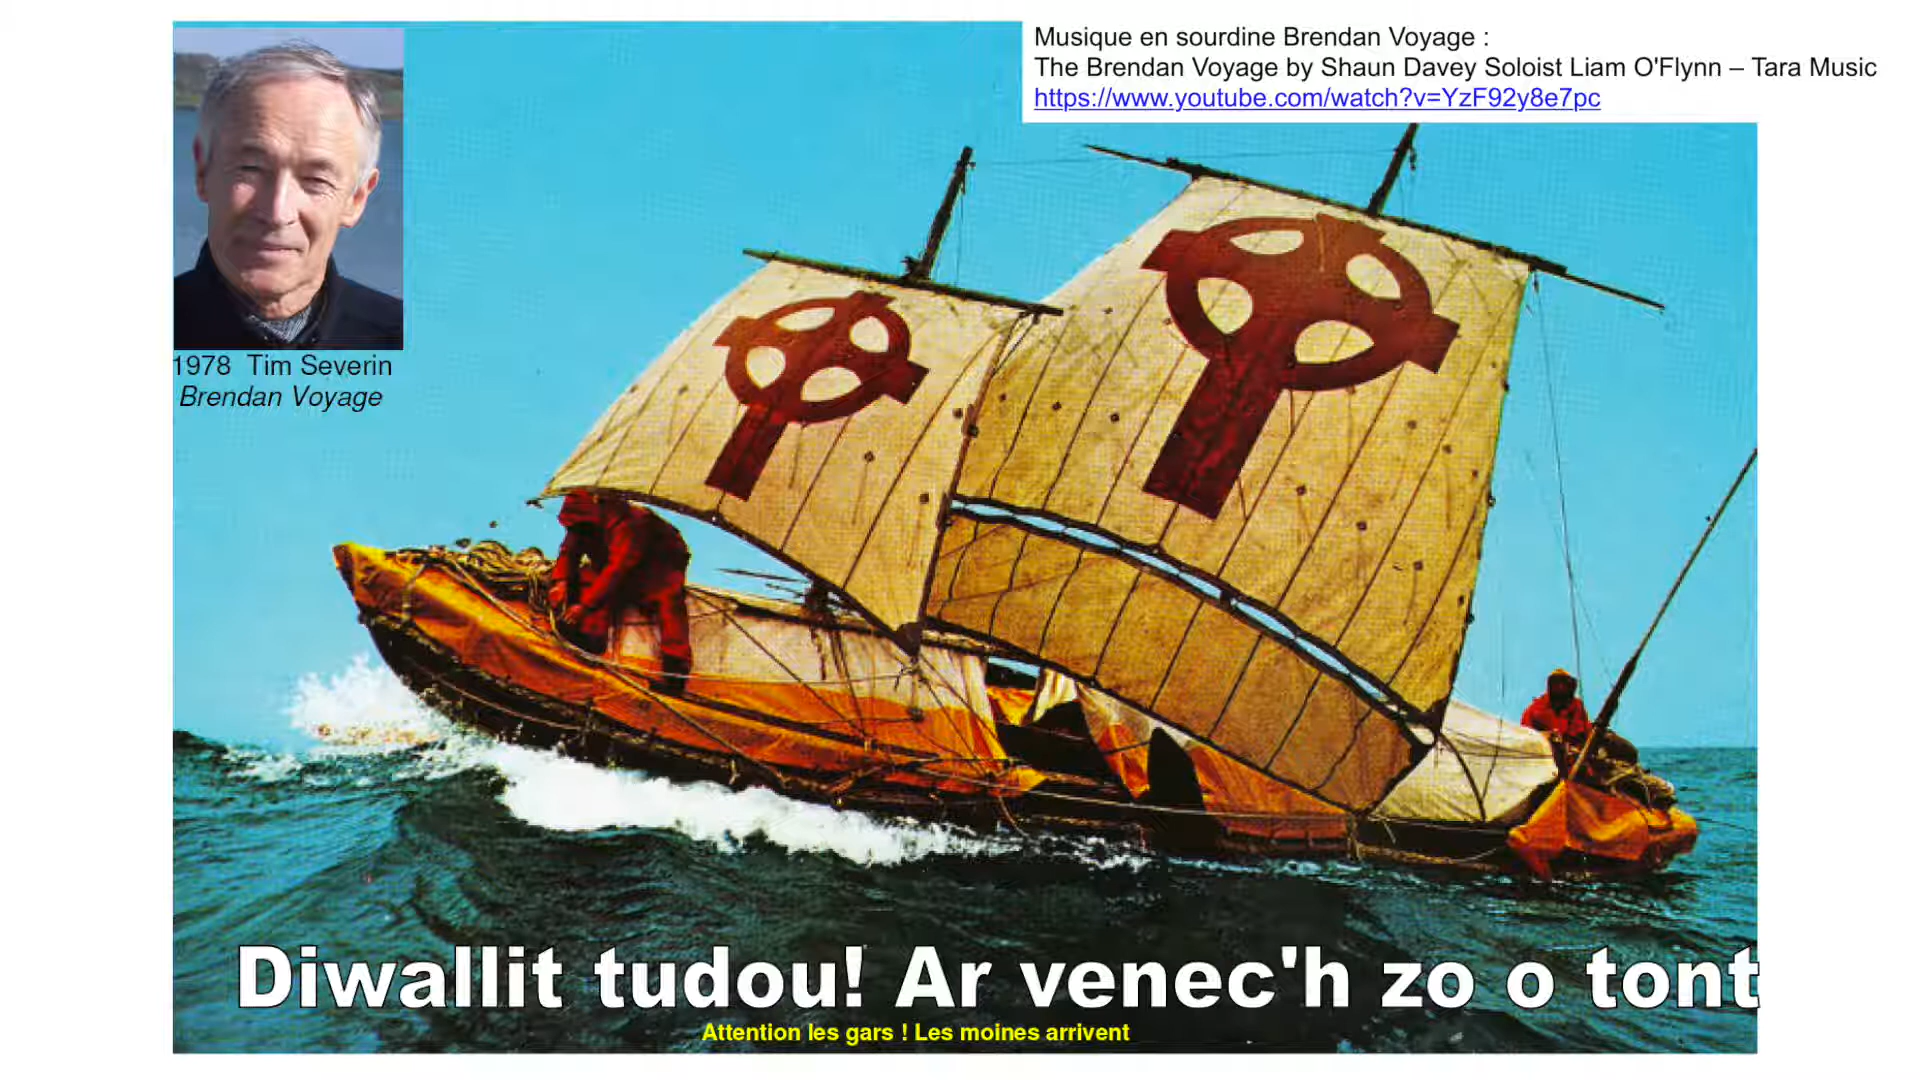 Musique en sourdine Brendan Voyage :
The Brendan Voyage by Shaun Davey Soloist Liam O'Flynn – Tara Music
https://www.youtube.com/watch?v=YzF92y8e7pc
1978 Tim Severin
Brendan Voyage
Diwallit tudou! Ar venec'h zo o tont
Attention les gars ! Les moines arrivent